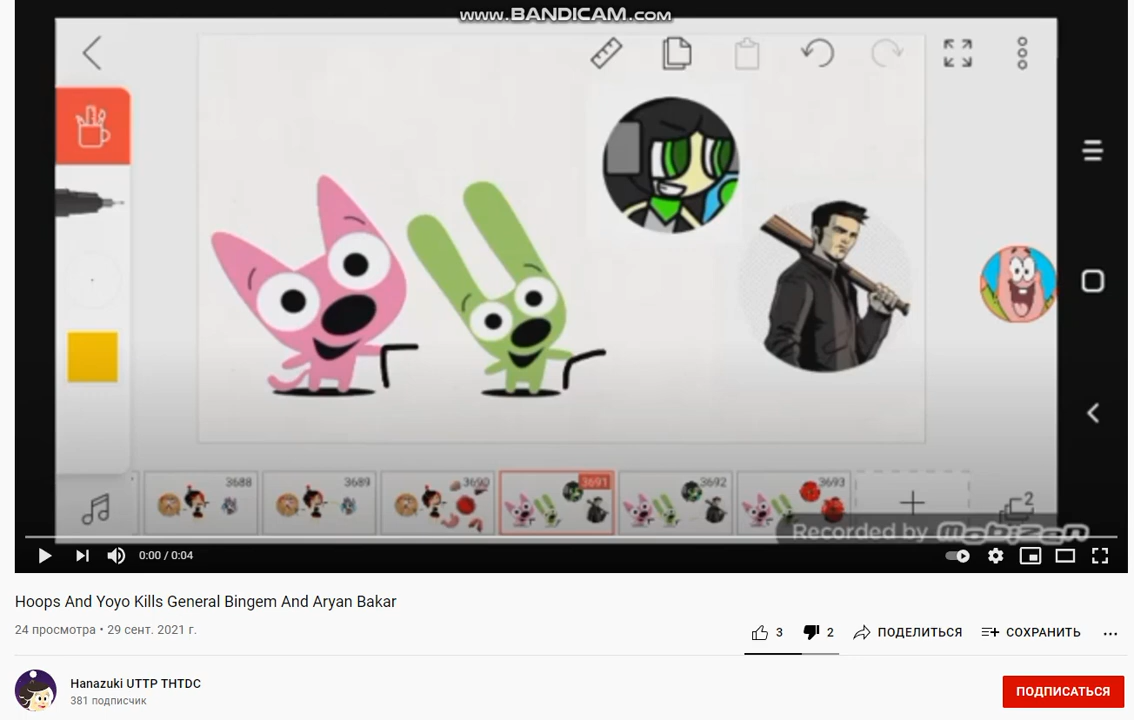 www.BANDICAM.com
3688
3689
3690
3691
3692
3693
2
Recorded by Mobizen
0:00 / 0:04
Hoops And Yoyo Kills General Bingem And Aryan Bakar
24 просмотра • 29 сент. 2021 г.
3
2
ПОДЕЛИТЬСЯ
СОХРАНИТЬ
Hanazuki UTTP THTDC
381 подписчик
ПОДПИСАТЬСЯ